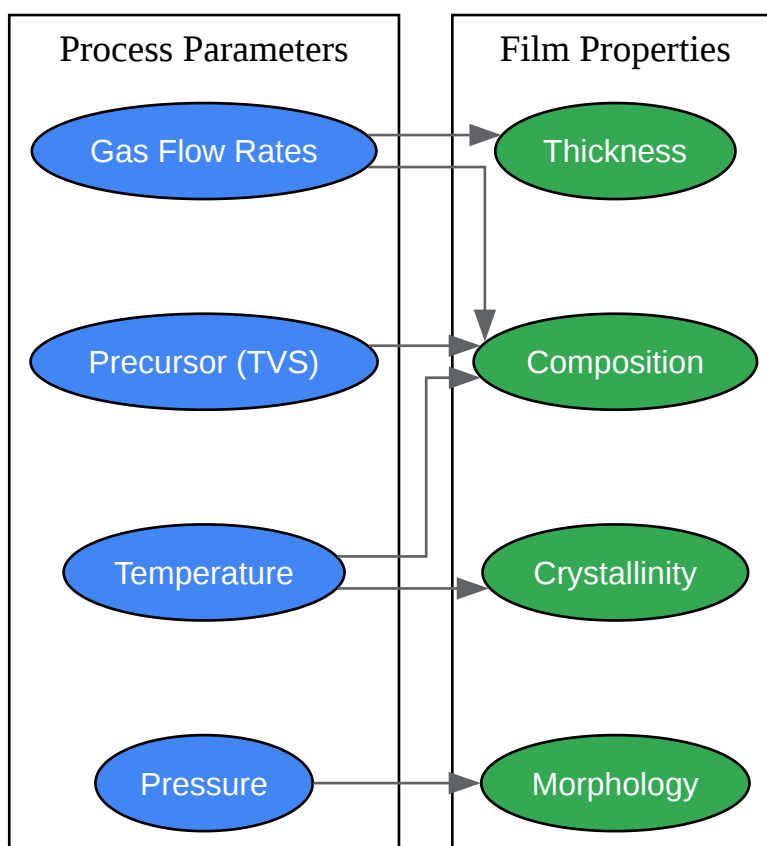 Process Parameters
Film Properties
Gas Flow Rates
Thickness
Precursor (TVS)
Composition
Temperature
Crystallinity
Pressure
Morphology